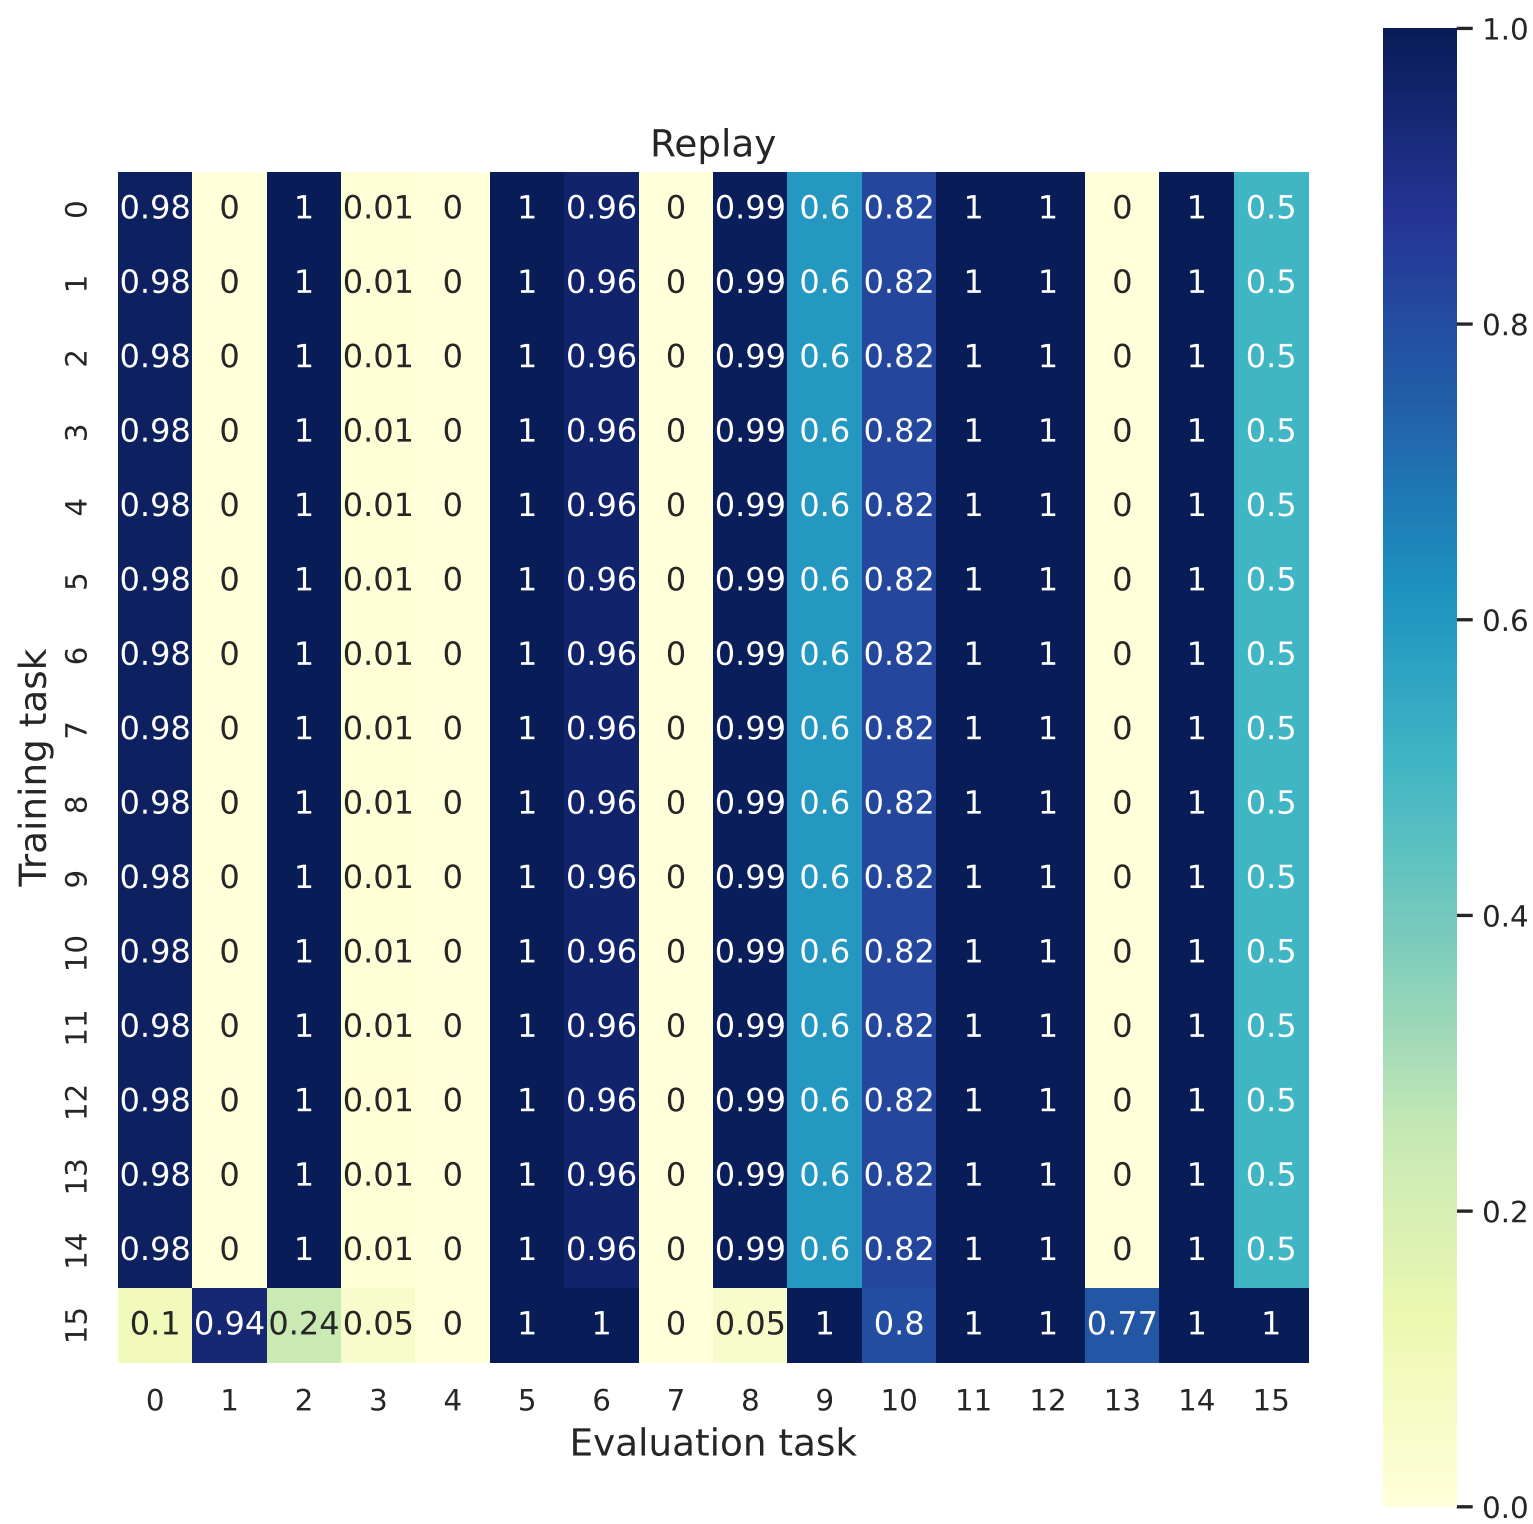 Replay
1.0
0.8
0.6
0.4
0.2
0.0
Training task
0 0.98 0 1 0.01 0 1 0.96 0 0.99 0.6 0.82 1 1 0 1 0.5
1 0.98 0 1 0.01 0 1 0.96 0 0.99 0.6 0.82 1 1 0 1 0.5
2 0.98 0 1 0.01 0 1 0.96 0 0.99 0.6 0.82 1 1 0 1 0.5
3 0.98 0 1 0.01 0 1 0.96 0 0.99 0.6 0.82 1 1 0 1 0.5
4 0.98 0 1 0.01 0 1 0.96 0 0.99 0.6 0.82 1 1 0 1 0.5
5 0.98 0 1 0.01 0 1 0.96 0 0.99 0.6 0.82 1 1 0 1 0.5
6 0.98 0 1 0.01 0 1 0.96 0 0.99 0.6 0.82 1 1 0 1 0.5
7 0.98 0 1 0.01 0 1 0.96 0 0.99 0.6 0.82 1 1 0 1 0.5
8 0.98 0 1 0.01 0 1 0.96 0 0.99 0.6 0.82 1 1 0 1 0.5
9 0.98 0 1 0.01 0 1 0.96 0 0.99 0.6 0.82 1 1 0 1 0.5
10 0.98 0 1 0.01 0 1 0.96 0 0.99 0.6 0.82 1 1 0 1 0.5
11 0.98 0 1 0.01 0 1 0.96 0 0.99 0.6 0.82 1 1 0 1 0.5
12 0.98 0 1 0.01 0 1 0.96 0 0.99 0.6 0.82 1 1 0 1 0.5
13 0.98 0 1 0.01 0 1 0.96 0 0.99 0.6 0.82 1 1 0 1 0.5
14 0.98 0 1 0.01 0 1 0.96 0 0.99 0.6 0.82 1 1 0 1 0.5
15 0.1 0.94 0.24 0.05 0 1 1 0 0.05 1 0.8 1 1 0.77 1 1
0 1 2 3 4 5 6 7 8 9 10 11 12 13 14 15
Evaluation task